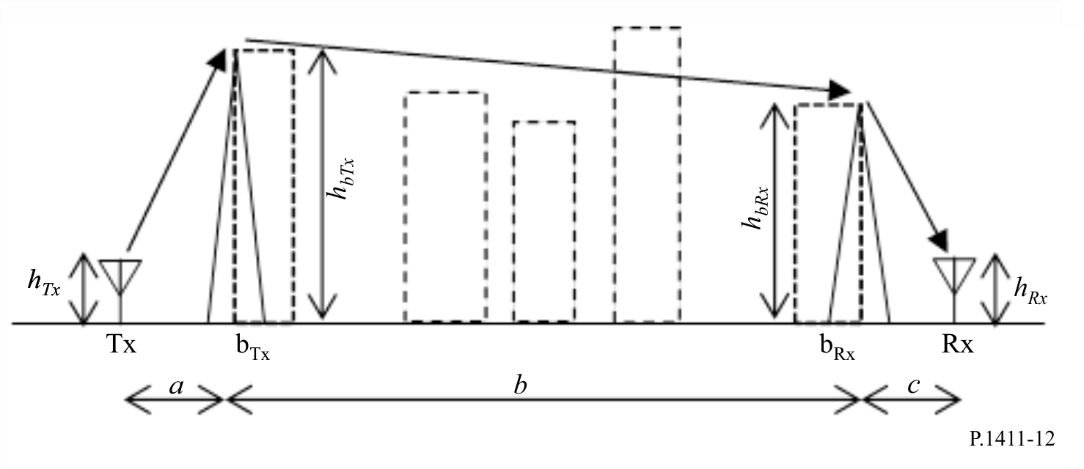 h_bTx
h_bRx
h_Tx
h_Rx
Tx b_Tx b_Rx Rx
a b c
P.1411-12